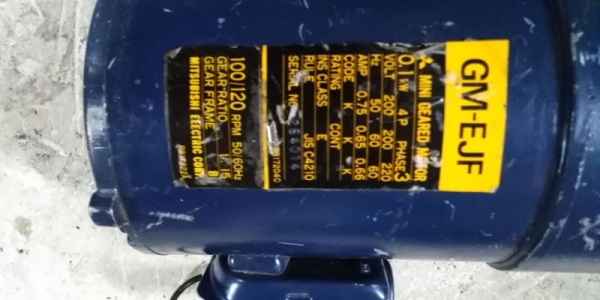 GM-EJF
MINI GEARED MOTOR
0.1 KW 4P PHASE 3
VOLT 200 200 220
Hz 50 60 60
AMP 0.75 0.65 0.66
CODE K K K
RATING CONT
INS CLASS E
RULE JIS C4210
SERIAL NO.
100/120 RPM 50/60Hz
GEAR-RATIO 1/15
GEAR FRAME B
MITSUBISHI ELECTRIC CORP.